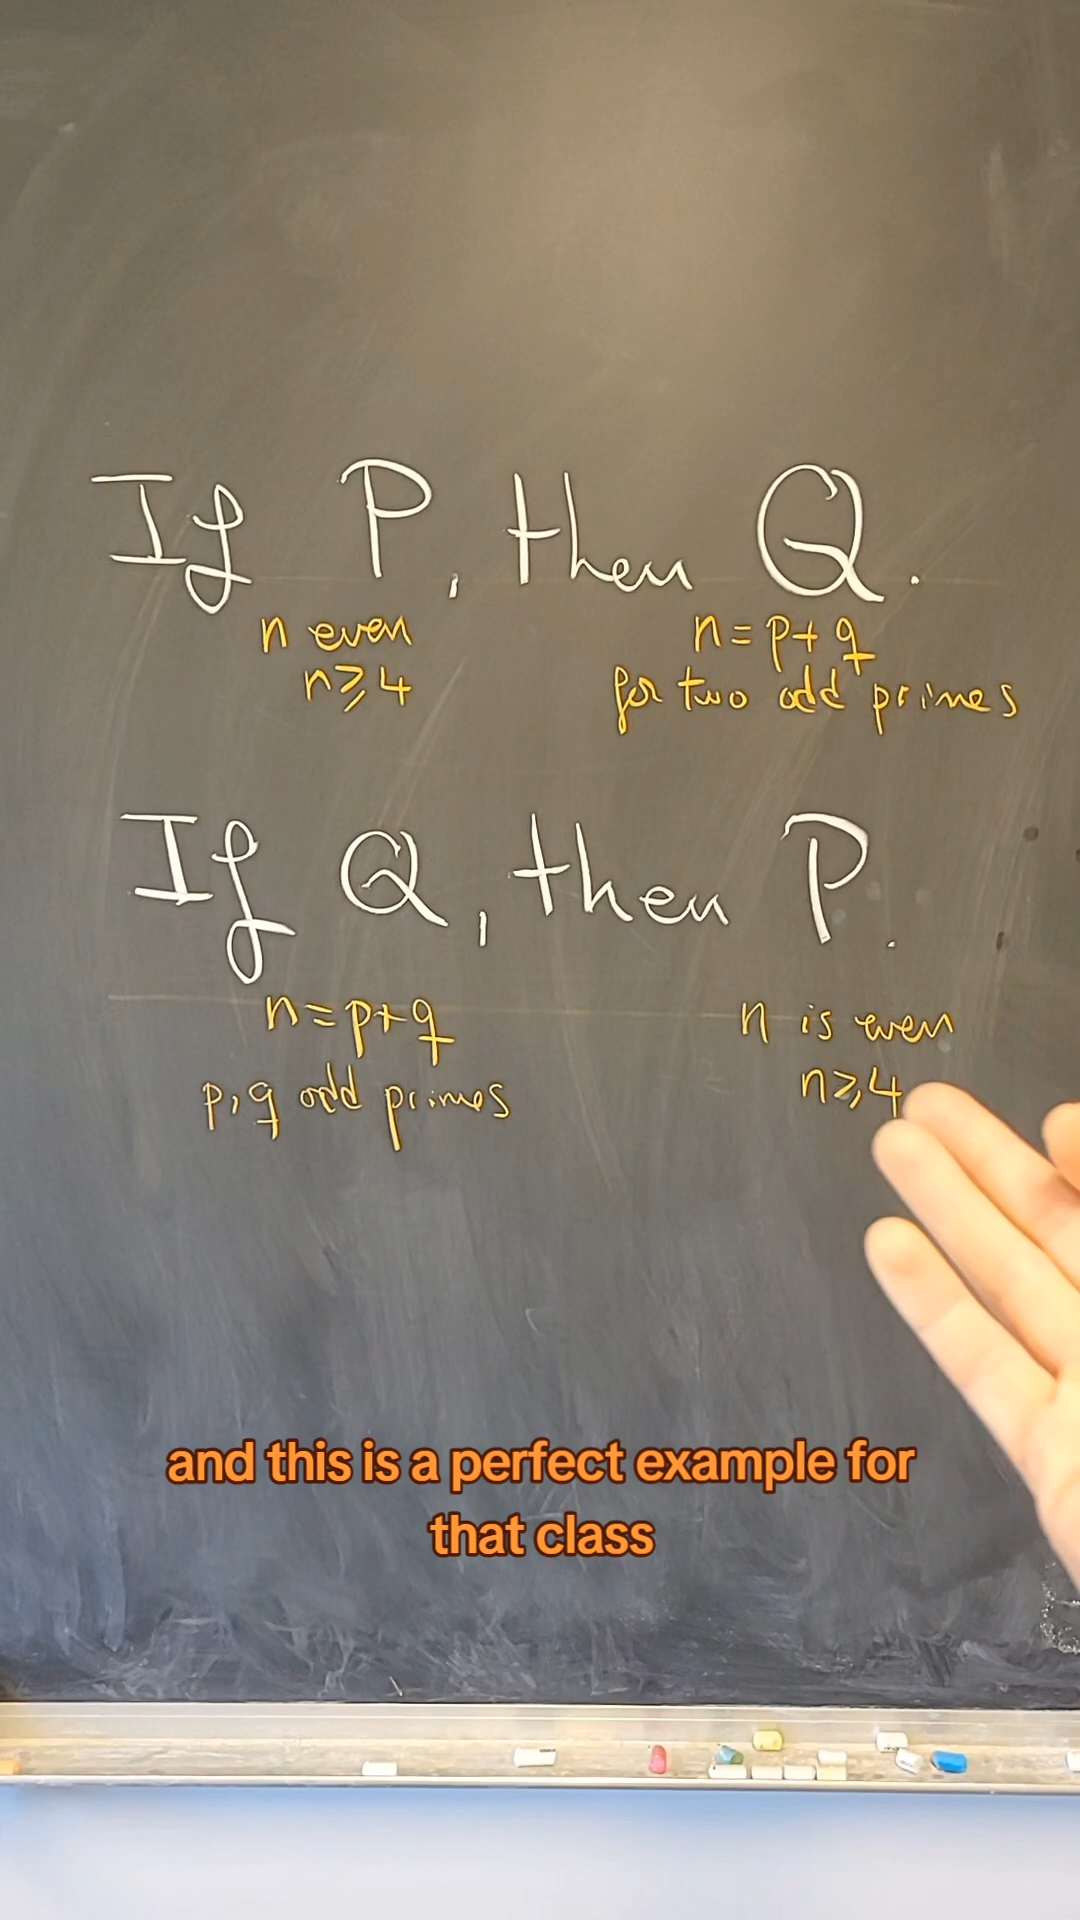 If P, then Q.
n even
n≥4
n=p+q
for two odd primes
If Q, then P.
n=p+q
p,q odd primes
n is even
n≥4
and this is a perfect example for
that class